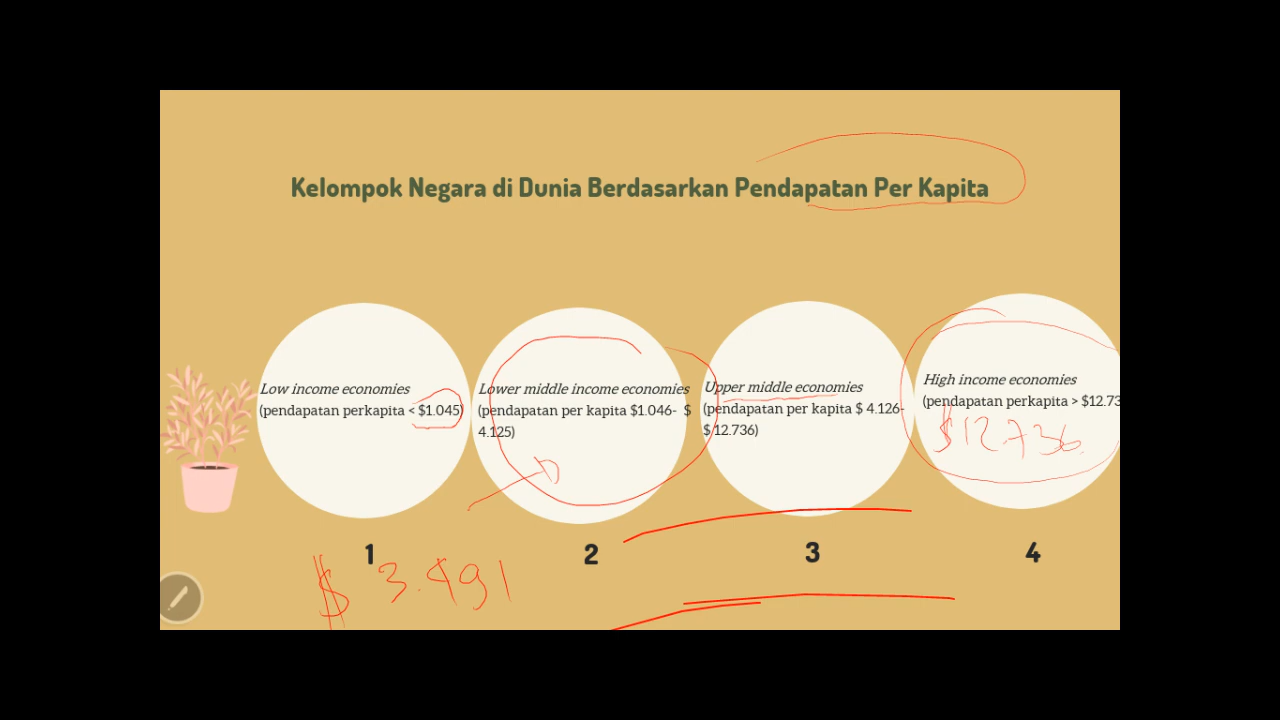 Kelompok Negara di Dunia Berdasarkan Pendapatan Per Kapita
Low income economies
(pendapatan perkapita < $1.045)
Lower middle income economies
(pendapatan per kapita $1.046- $
4.125)
Upper middle economies
(pendapatan per kapita $ 4.126-
$ 12.736)
High income economies
(pendapatan perkapita > $12.73
$12.736
1
2
3
4
$ 3.491